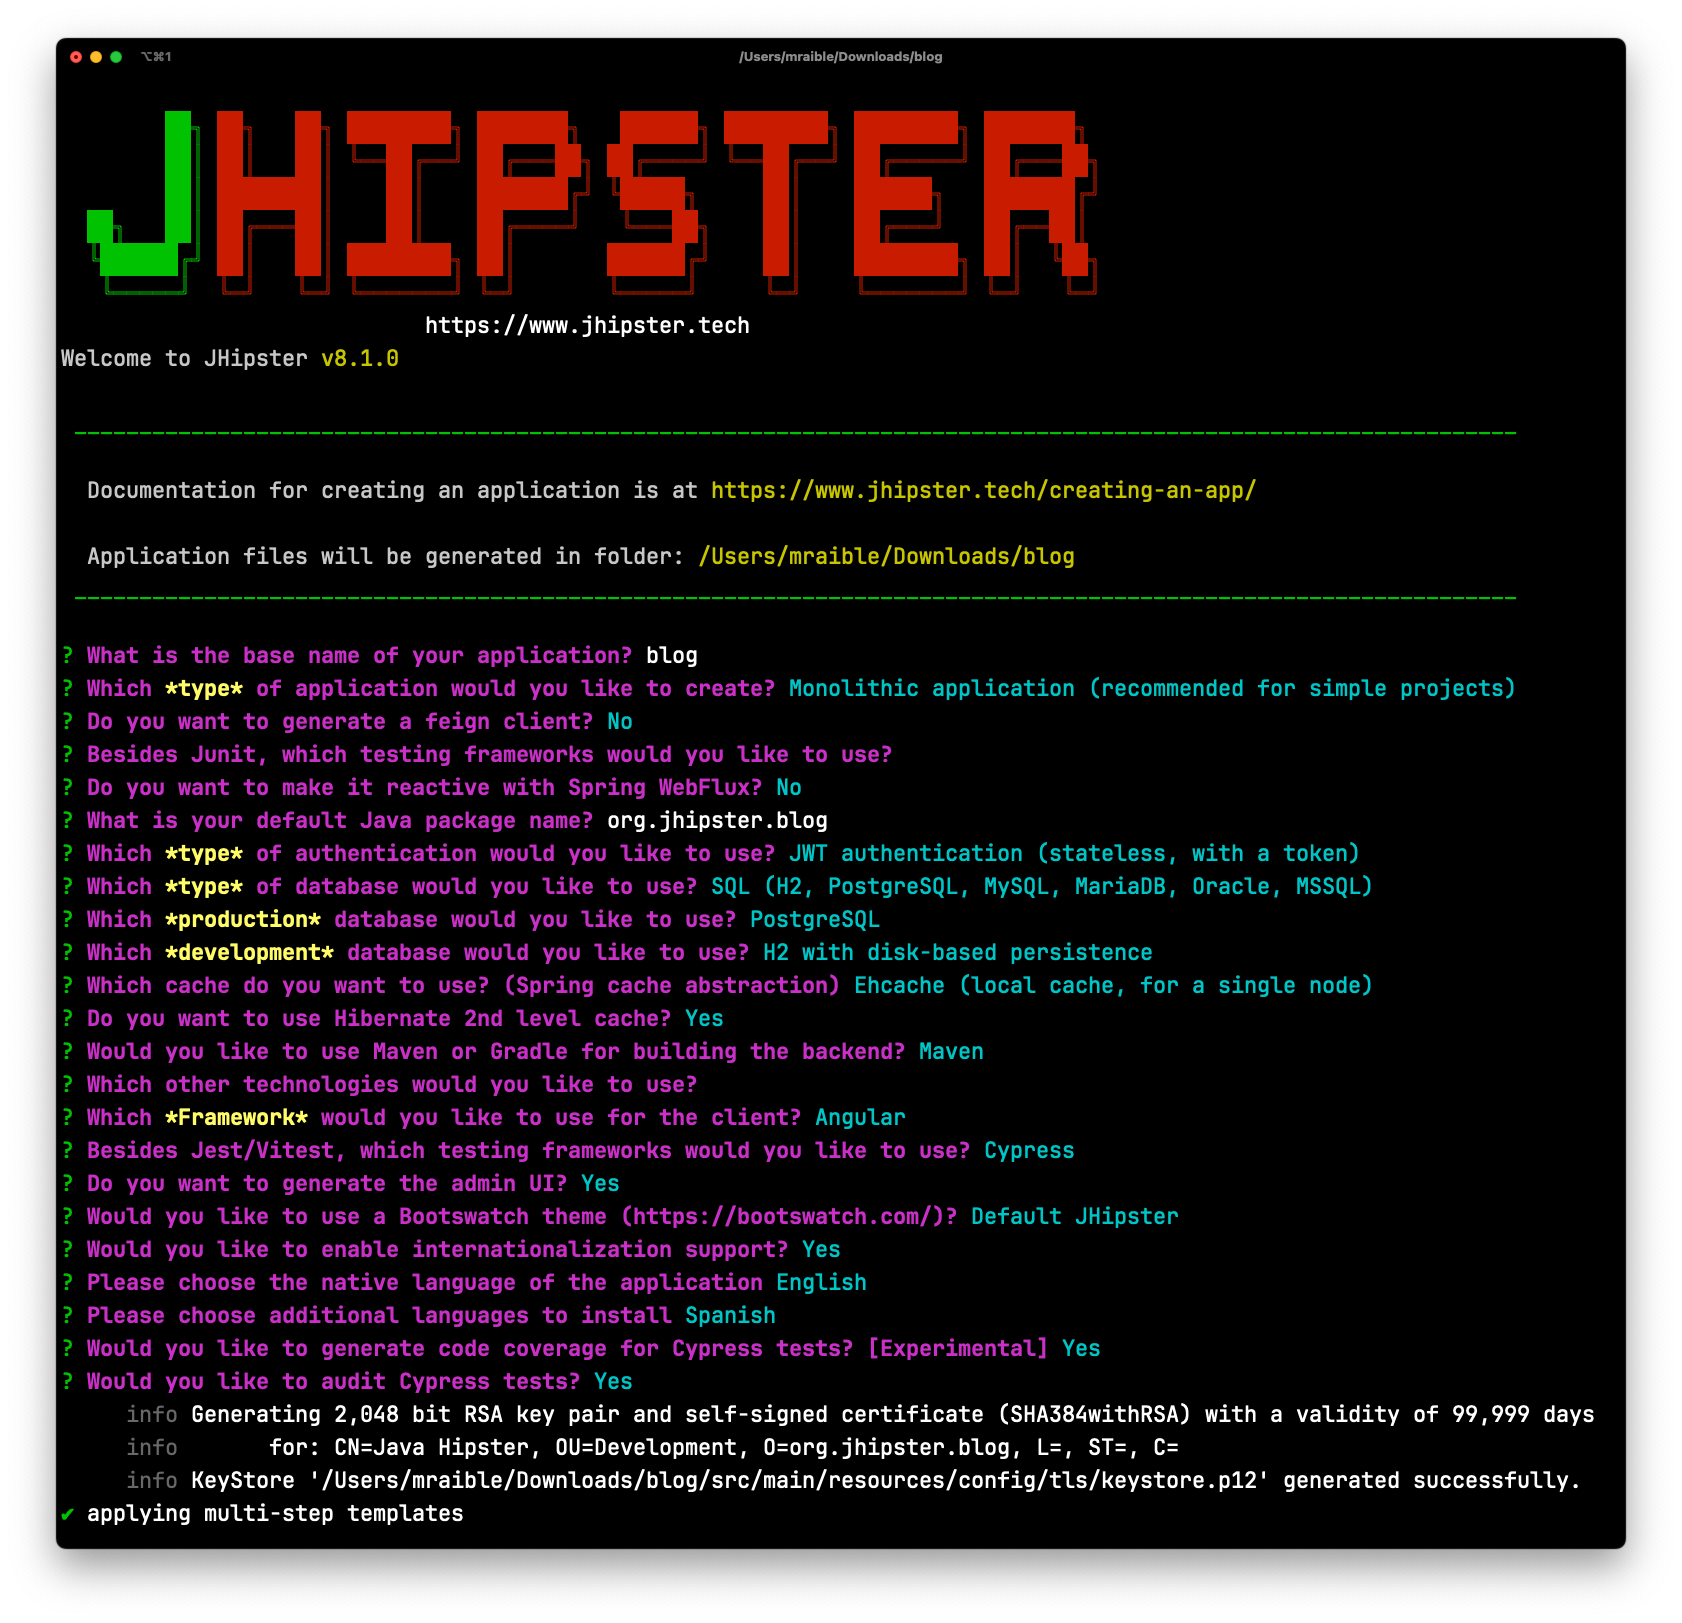 ⌥⌘1
/Users/mraible/Downloads/blog
JHIPSTER
https://www.jhipster.tech
Welcome to JHipster v8.1.0
Documentation for creating an application is at https://www.jhipster.tech/creating-an-app/
Application files will be generated in folder: /Users/mraible/Downloads/blog
? What is the base name of your application? blog
? Which *type* of application would you like to create? Monolithic application (recommended for simple projects)
? Do you want to generate a feign client? No
? Besides Junit, which testing frameworks would you like to use?
? Do you want to make it reactive with Spring WebFlux? No
? What is your default Java package name? org.jhipster.blog
? Which *type* of authentication would you like to use? JWT authentication (stateless, with a token)
? Which *type* of database would you like to use? SQL (H2, PostgreSQL, MySQL, MariaDB, Oracle, MSSQL)
? Which *production* database would you like to use? PostgreSQL
? Which *development* database would you like to use? H2 with disk-based persistence
? Which cache do you want to use? (Spring cache abstraction) Ehcache (local cache, for a single node)
? Do you want to use Hibernate 2nd level cache? Yes
? Would you like to use Maven or Gradle for building the backend? Maven
? Which other technologies would you like to use?
? Which *Framework* would you like to use for the client? Angular
? Besides Jest/Vitest, which testing frameworks would you like to use? Cypress
? Do you want to generate the admin UI? Yes
? Would you like to use a Bootswatch theme (https://bootswatch.com/)? Default JHipster
? Would you like to enable internationalization support? Yes
? Please choose the native language of the application English
? Please choose additional languages to install Spanish
? Would you like to generate code coverage for Cypress tests? [Experimental] Yes
? Would you like to audit Cypress tests? Yes
info Generating 2,048 bit RSA key pair and self-signed certificate (SHA384withRSA) with a validity of 99,999 days
info for: CN=Java Hipster, OU=Development, O=org.jhipster.blog, L=, ST=, C=
info KeyStore '/Users/mraible/Downloads/blog/src/main/resources/config/tls/keystore.p12' generated successfully.
✔ applying multi-step templates